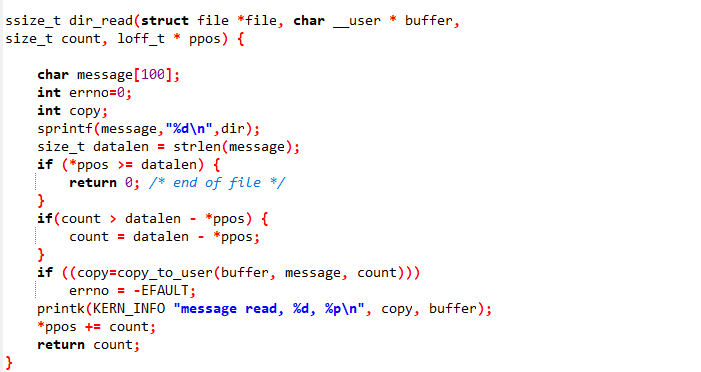 ssize_t dir_read(struct file *file, char __user * buffer,
size_t count, loff_t * ppos) {
char message[100];
int errno=0;
int copy;
sprintf(message,"%d\n",dir);
size_t datalen = strlen(message);
if (*ppos >= datalen) {
return 0; /* end of file */
}
if(count > datalen - *ppos) {
count = datalen - *ppos;
}
if ((copy=copy_to_user(buffer, message, count)))
errno = -EFAULT;
printk(KERN_INFO "message read, %d, %p\n", copy, buffer);
*ppos += count;
return count;
}